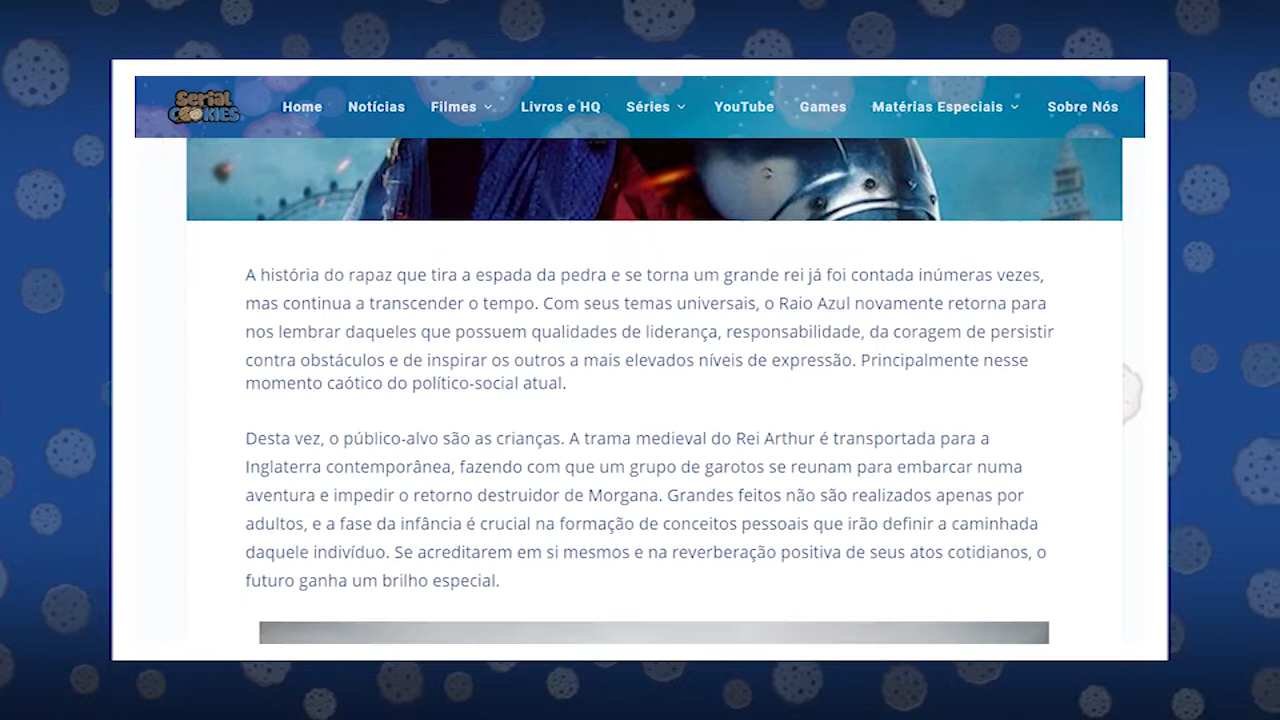 Serial
COOKIES
Home Notícias Filmes Livros e HQ Séries YouTube Games Matérias Especiais Sobre Nós
A história do rapaz que tira a espada da pedra e se torna um grande rei já foi contada inúmeras vezes,
mas continua a transcender o tempo. Com seus temas universais, o Raio Azul novamente retorna para
nos lembrar daqueles que possuem qualidades de liderança, responsabilidade, da coragem de persistir
contra obstáculos e de inspirar os outros a mais elevados níveis de expressão. Principalmente nesse
momento caótico do político-social atual.
Desta vez, o público-alvo são as crianças. A trama medieval do Rei Arthur é transportada para a
Inglaterra contemporânea, fazendo com que um grupo de garotos se reunam para embarcar numa
aventura e impedir o retorno destruidor de Morgana. Grandes feitos não são realizados apenas por
adultos, e a fase da infância é crucial na formação de conceitos pessoais que irão definir a caminhada
daquele indivíduo. Se acreditarem em si mesmos e na reverberação positiva de seus atos cotidianos, o
futuro ganha um brilho especial.